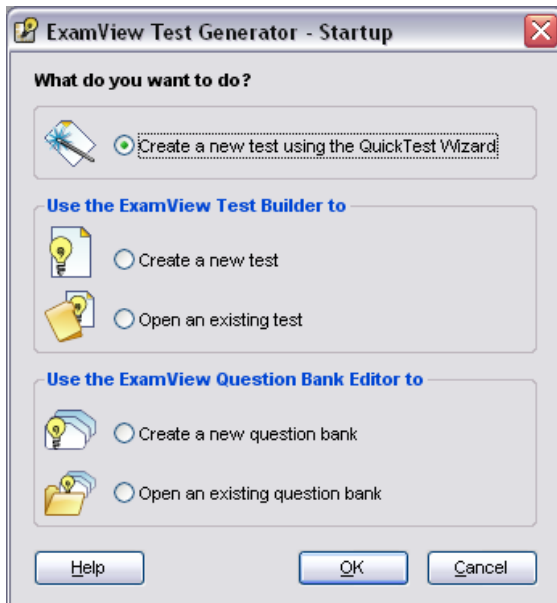 ExamView Test Generator - Startup
What do you want to do?
Create a new test using the QuickTest Wizard
Use the ExamView Test Builder to
Create a new test
Open an existing test
Use the ExamView Question Bank Editor to
Create a new question bank
Open an existing question bank
Help OK Cancel